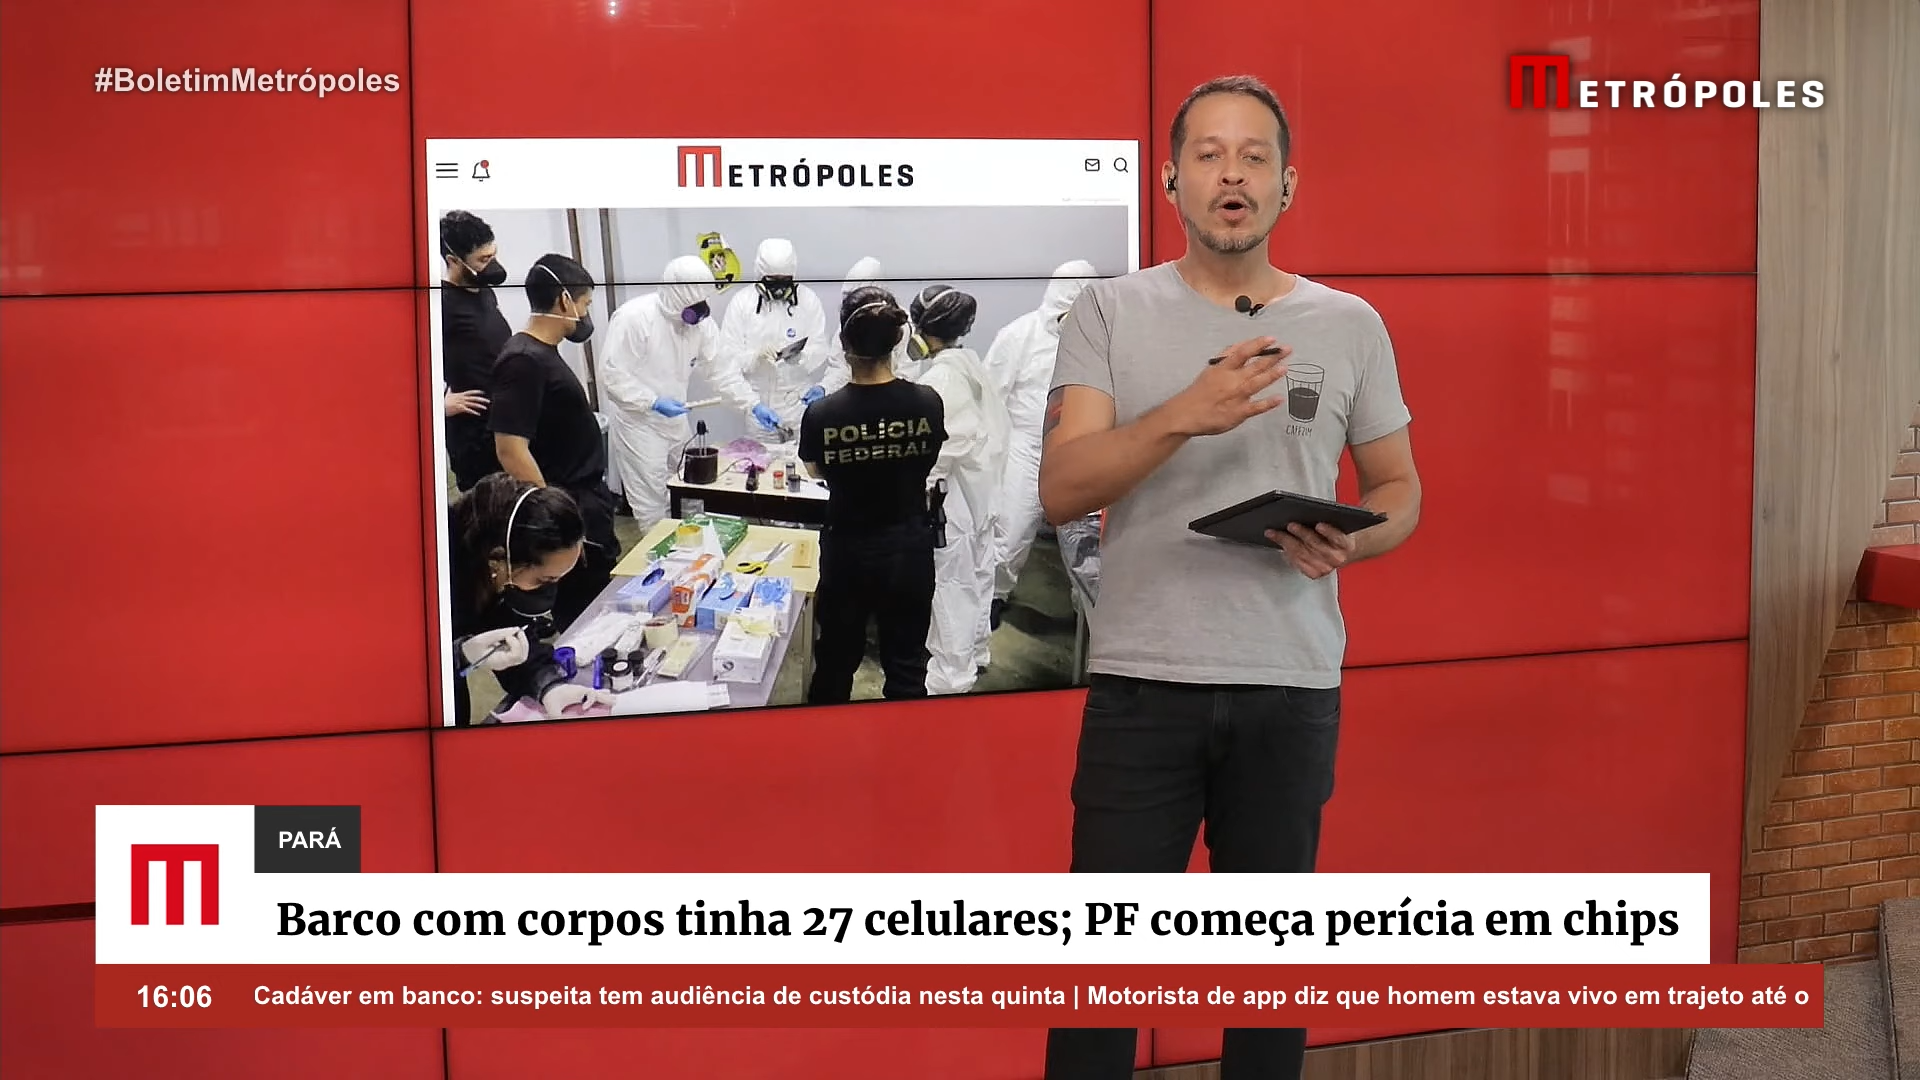 #BoletimMetrópoles
METRÓPOLES
METRÓPOLES
POLÍCIA
FEDERAL
CAFEZIM
PARÁ
Barco com corpos tinha 27 celulares; PF começa perícia em chips
16:06
Cadáver em banco: suspeita tem audiência de custódia nesta quinta | Motorista de app diz que homem estava vivo em trajeto até o